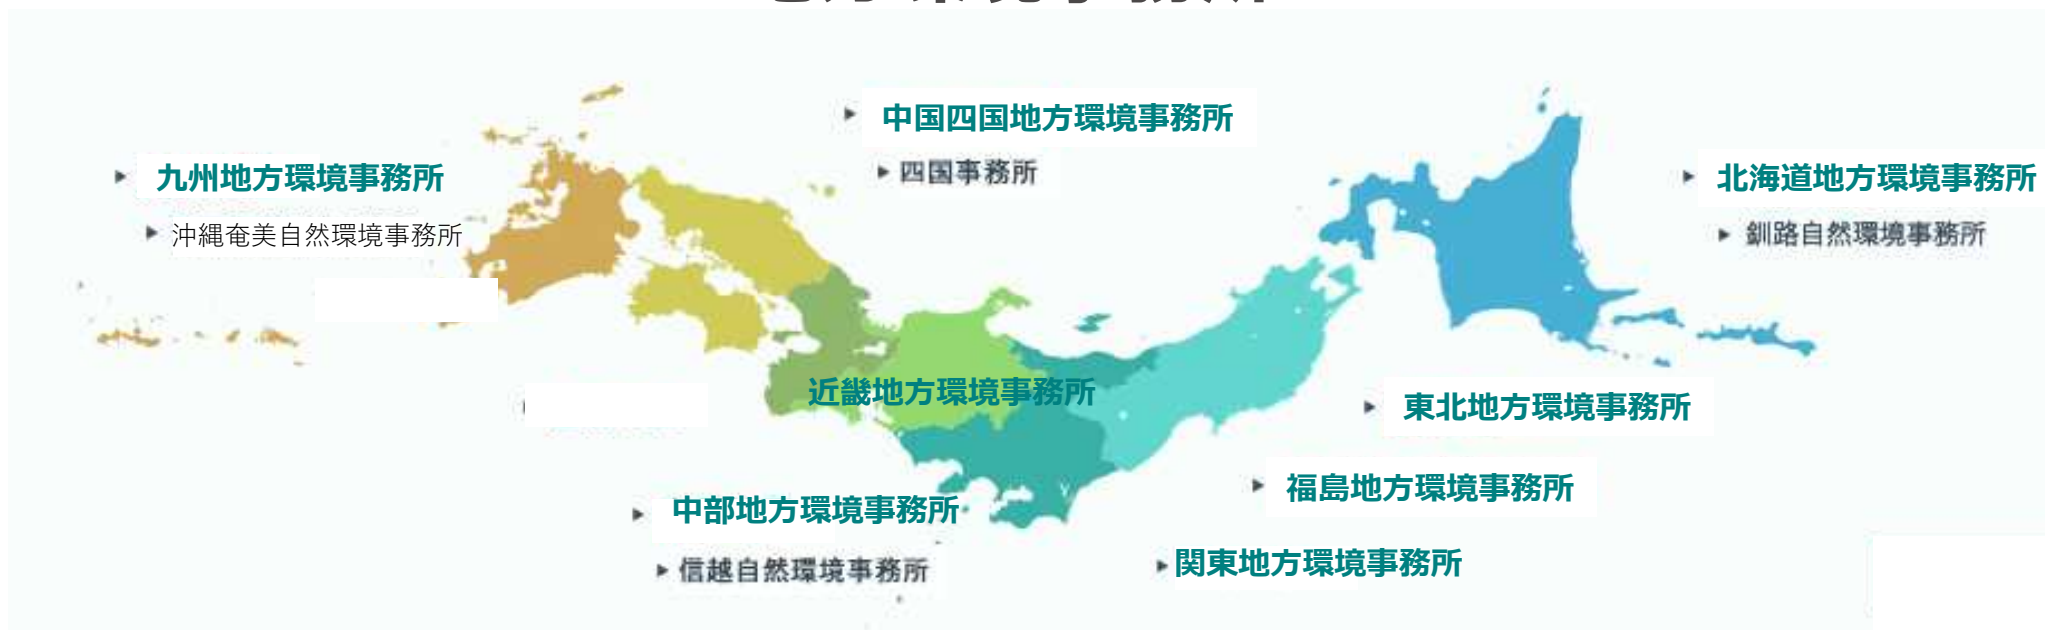 九州地方環境事務所
沖縄奄美自然環境事務所
中国四国地方環境事務所
四国事務所
北海道地方環境事務所
釧路自然環境事務所
近畿地方環境事務所
東北地方環境事務所
福島地方環境事務所
中部地方環境事務所
信越自然環境事務所
関東地方環境事務所